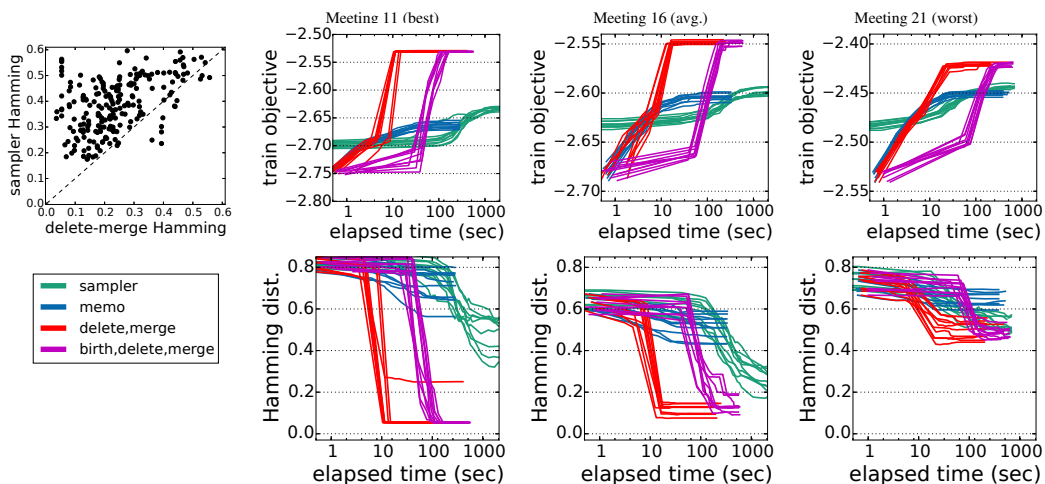 Meeting 11 (best)
Meeting 16 (avg.)
Meeting 21 (worst)
sampler Hamming
0.6
0.5
0.4
0.3
0.2
0.1
0.0
0.0 0.1 0.2 0.3 0.4 0.5 0.6
delete-merge Hamming
train objective
−2.50
−2.55
−2.60
−2.65
−2.70
−2.75
−2.80
1 10 100 1000
elapsed time (sec)
train objective
−2.55
−2.60
−2.65
−2.70
1 10 100 1000
elapsed time (sec)
train objective
−2.40
−2.45
−2.50
−2.55
1 10 100 1000
elapsed time (sec)
sampler
memo
delete,merge
birth,delete,merge
Hamming dist.
0.8
0.6
0.4
0.2
0.0
1 10 100 1000
elapsed time (sec)
Hamming dist.
0.8
0.6
0.4
0.2
0.0
1 10 100 1000
elapsed time (sec)
Hamming dist.
0.8
0.6
0.4
0.2
0.0
1 10 100 1000
elapsed time (sec)